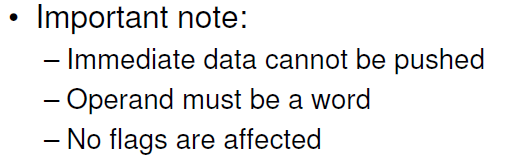 • Important note:
– Immediate data cannot be pushed
– Operand must be a word
– No flags are affected